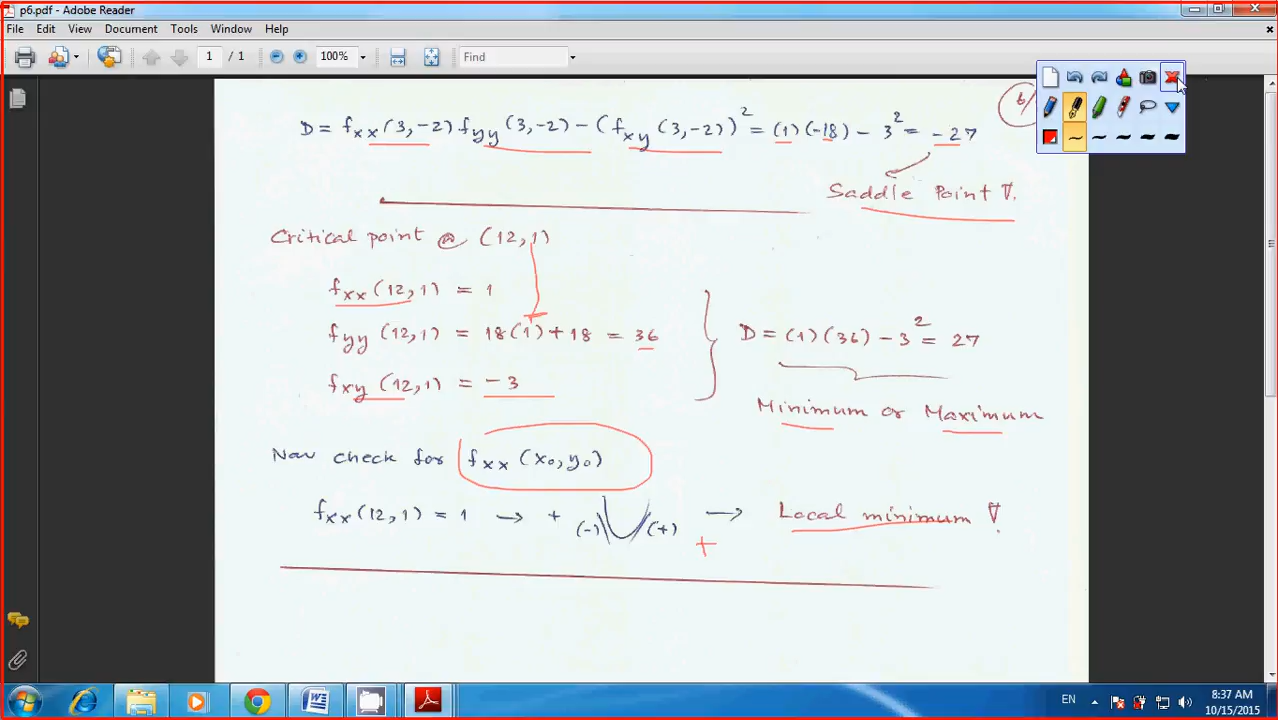 p6.pdf - Adobe Reader
File Edit View Document Tools Window Help
1 / 1 100% Find
6/
D = fxx(3,-2) fyy(3,-2) - (fxy(3,-2))² = (1)(-18) - 3² = -27
Saddle Point
Critical point @ (12,1)
fxx(12,1) = 1
fyy(12,1) = 18(1)+18 = 36
D = (1)(36) - 3² = 27
fxy(12,1) = -3
Minimum or Maximum
Now check for fxx(x₀,y₀)
fxx(12,1) = 1 → + (-) (+) → Local minimum
+
EN 8:37 AM
10/15/2015